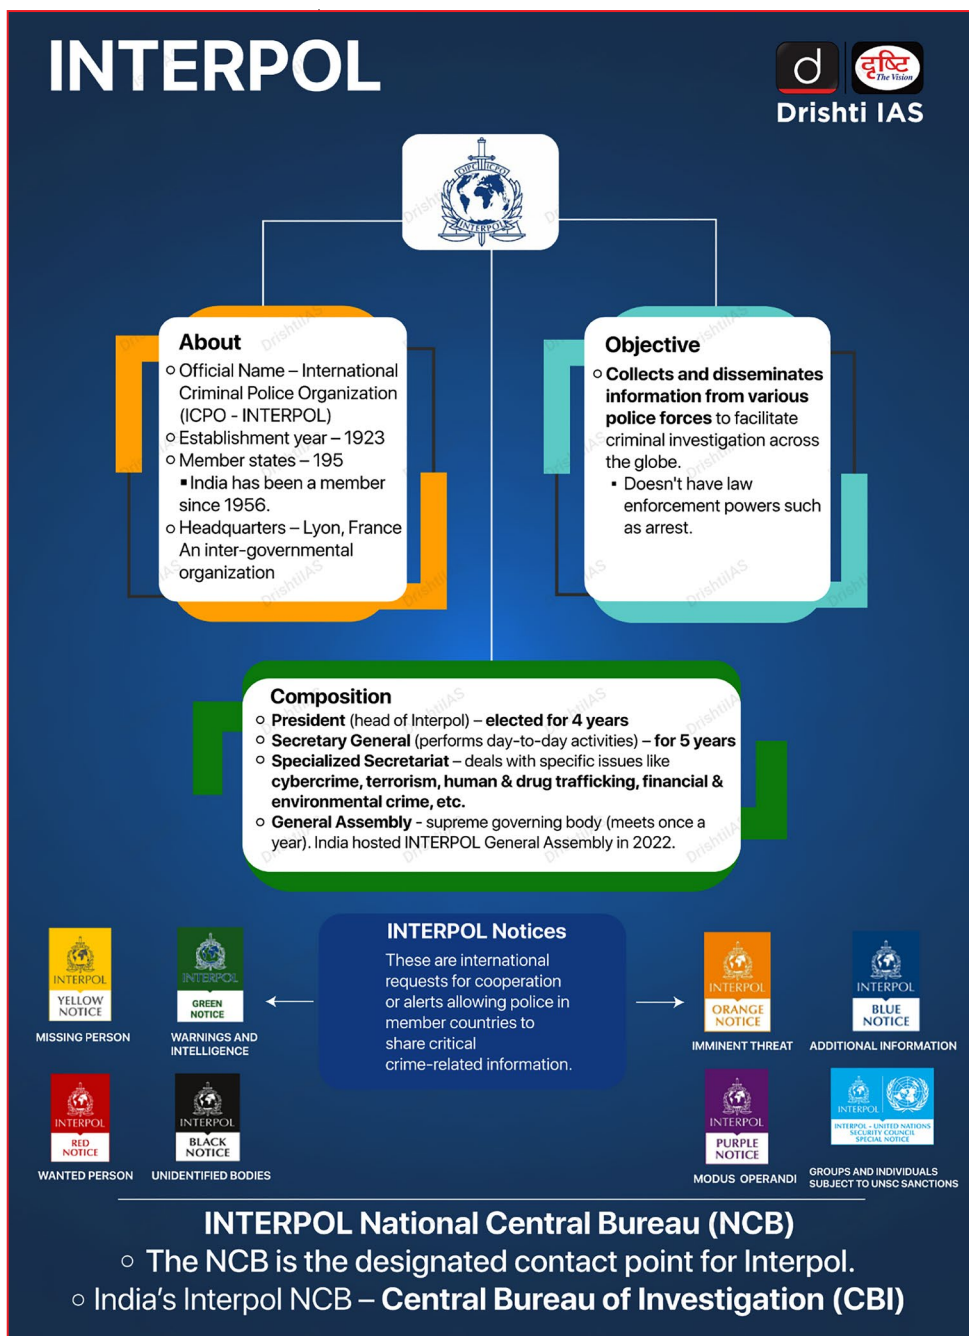 INTERPOL
d
दृष्टि
The Vision
Drishti IAS
OIPC ICPO
INTERPOL
About
Official Name – International
Criminal Police Organization
(ICPO - INTERPOL)
Establishment year – 1923
Member states – 195
India has been a member
since 1956.
Headquarters – Lyon, France
An inter-governmental
organization
Objective
Collects and disseminates
information from various
police forces to facilitate
criminal investigation across
the globe.
Doesn't have law
enforcement powers such
as arrest.
Composition
President (head of Interpol) – elected for 4 years
Secretary General (performs day-to-day activities) – for 5 years
Specialized Secretariat – deals with specific issues like
cybercrime, terrorism, human & drug trafficking, financial &
environmental crime, etc.
General Assembly - supreme governing body (meets once a
year). India hosted INTERPOL General Assembly in 2022.
INTERPOL
YELLOW
NOTICE
MISSING PERSON
INTERPOL
GREEN
NOTICE
WARNINGS AND
INTELLIGENCE
INTERPOL
RED
NOTICE
WANTED PERSON
INTERPOL
BLACK
NOTICE
UNIDENTIFIED BODIES
INTERPOL Notices
These are international
requests for cooperation
or alerts allowing police in
member countries to
share critical
crime-related information.
INTERPOL
ORANGE
NOTICE
IMMINENT THREAT
INTERPOL
BLUE
NOTICE
ADDITIONAL INFORMATION
INTERPOL
PURPLE
NOTICE
MODUS OPERANDI
INTERPOL
INTERPOL - UNITED NATIONS
SECURITY COUNCIL
SPECIAL NOTICE
GROUPS AND INDIVIDUALS
SUBJECT TO UNSC SANCTIONS
INTERPOL National Central Bureau (NCB)
The NCB is the designated contact point for Interpol.
India's Interpol NCB – Central Bureau of Investigation (CBI)